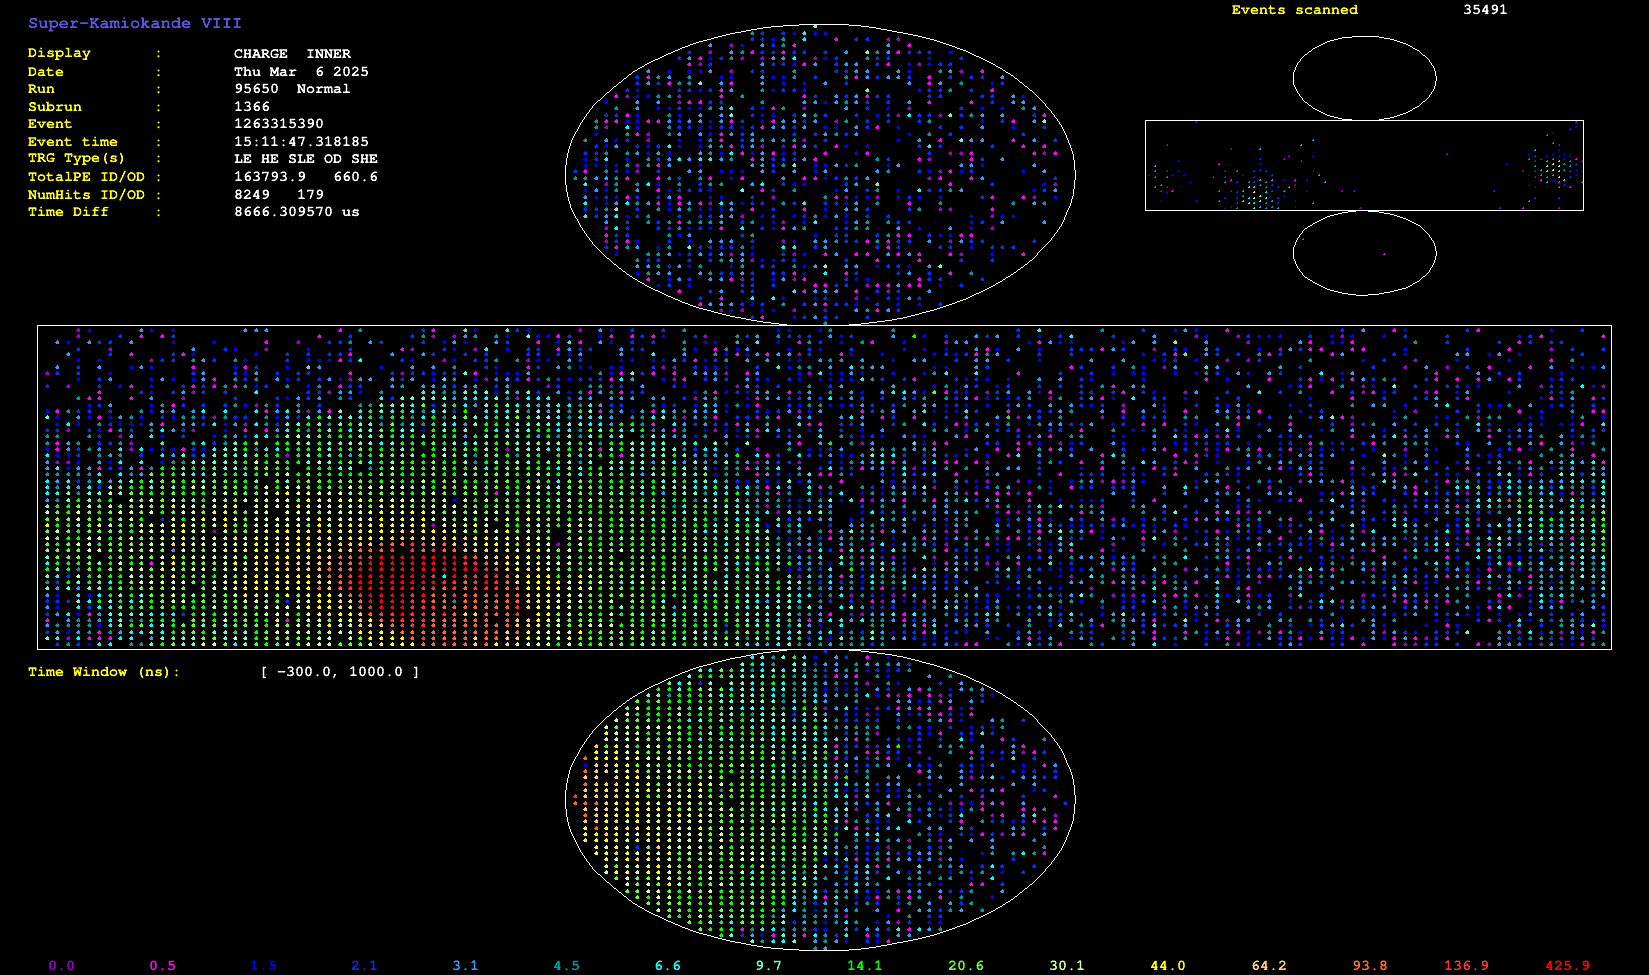 Super-Kamiokande VIII
Events scanned 35491
Display : CHARGE INNER
Date : Thu Mar 6 2025
Run : 95650 Normal
Subrun : 1366
Event : 1263315390
Event time : 15:11:47.318185
TRG Type(s) : LE HE SLE OD SHE
TotalPE ID/OD : 163793.9 660.6
NumHits ID/OD : 8249 179
Time Diff : 8666.309570 us
Time Window (ns): [ -300.0, 1000.0 ]
0.0 0.5 1.5 2.1 3.1 4.5 6.6 9.7 14.1 20.6 30.1 44.0 64.2 93.8 136.9 425.9